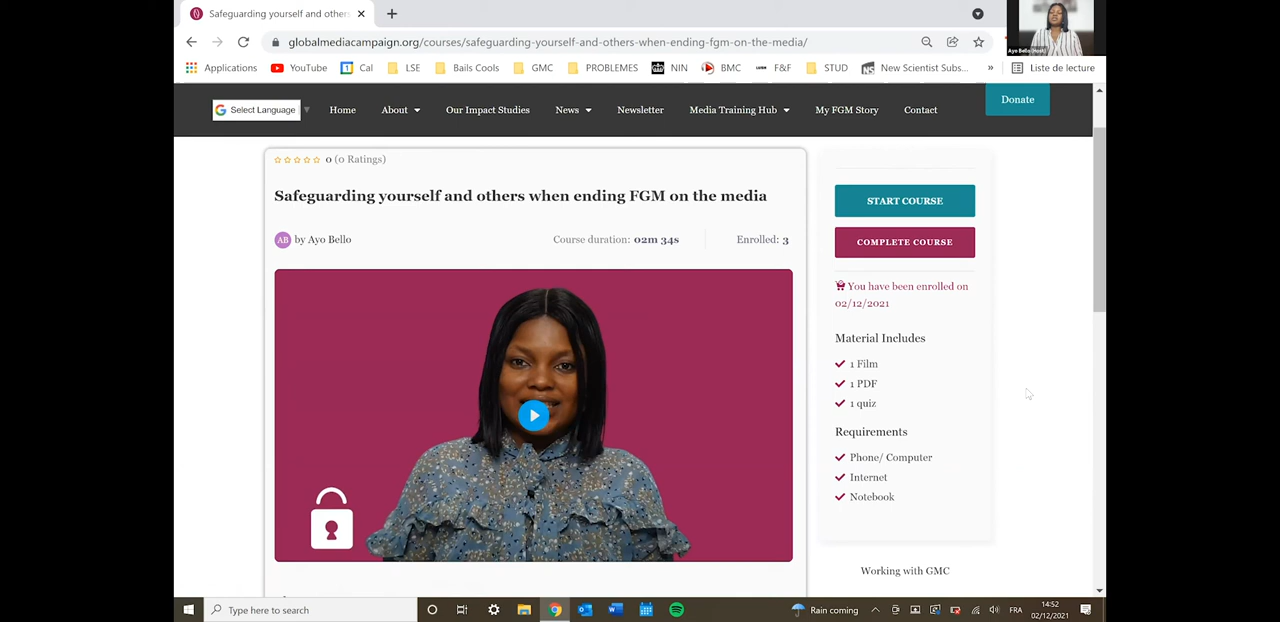 Safeguarding yourself and others
Ayo Bello (Host)
globalmediacampaign.org/courses/safeguarding-yourself-and-others-when-ending-fgm-on-the-media/
Applications YouTube 1 Cal LSE Bails Cools GMC PROBLEMES NIN BMC F&F STUD New Scientist Subs... » Liste de lecture
G Select Language Home About Our Impact Studies News Newsletter Media Training Hub My FGM Story Contact Donate
0 (0 Ratings)
Safeguarding yourself and others when ending FGM on the media
AB by Ayo Bello Course duration: 02m 34s Enrolled: 3
START COURSE
COMPLETE COURSE
You have been enrolled on
02/12/2021
Material Includes
1 Film
1 PDF
1 quiz
Requirements
Phone/ Computer
Internet
Notebook
Working with GMC
Type here to search
Rain coming
FRA
14:52
02/12/2021